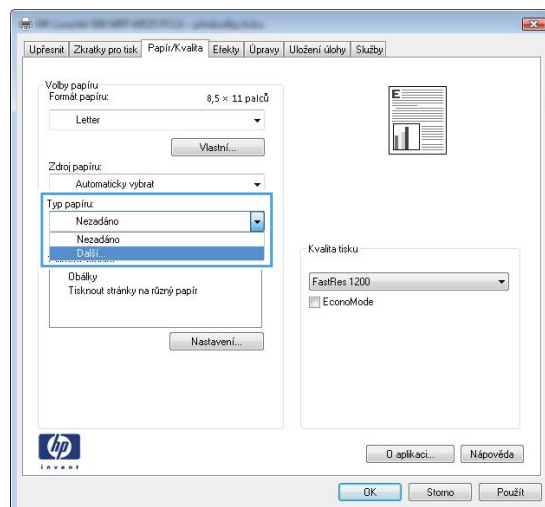 Upřesnit Zkratky pro tisk Papír/Kvalita Efekty Úpravy Uložení úlohy Služby
Volby papíru
Formát papíru: 8,5 × 11 palců
Letter
Vlastní...
Zdroj papíru:
Automaticky vybrat
Typ papíru:
Nezadáno
Nezadáno
Další...
Obálky
Tisknout stránky na různý papír
Nastavení...
E
Kvalita tisku
FastRes 1200
EconoMode
hp
invent
O aplikaci... Nápověda
OK Storno Použít